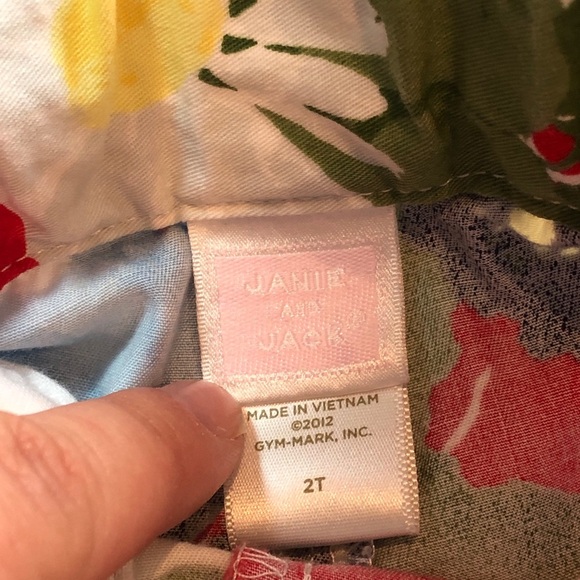 JANIE
AND
JACK
MADE IN VIETNAM
©2012
GYM-MARK, INC.
2T